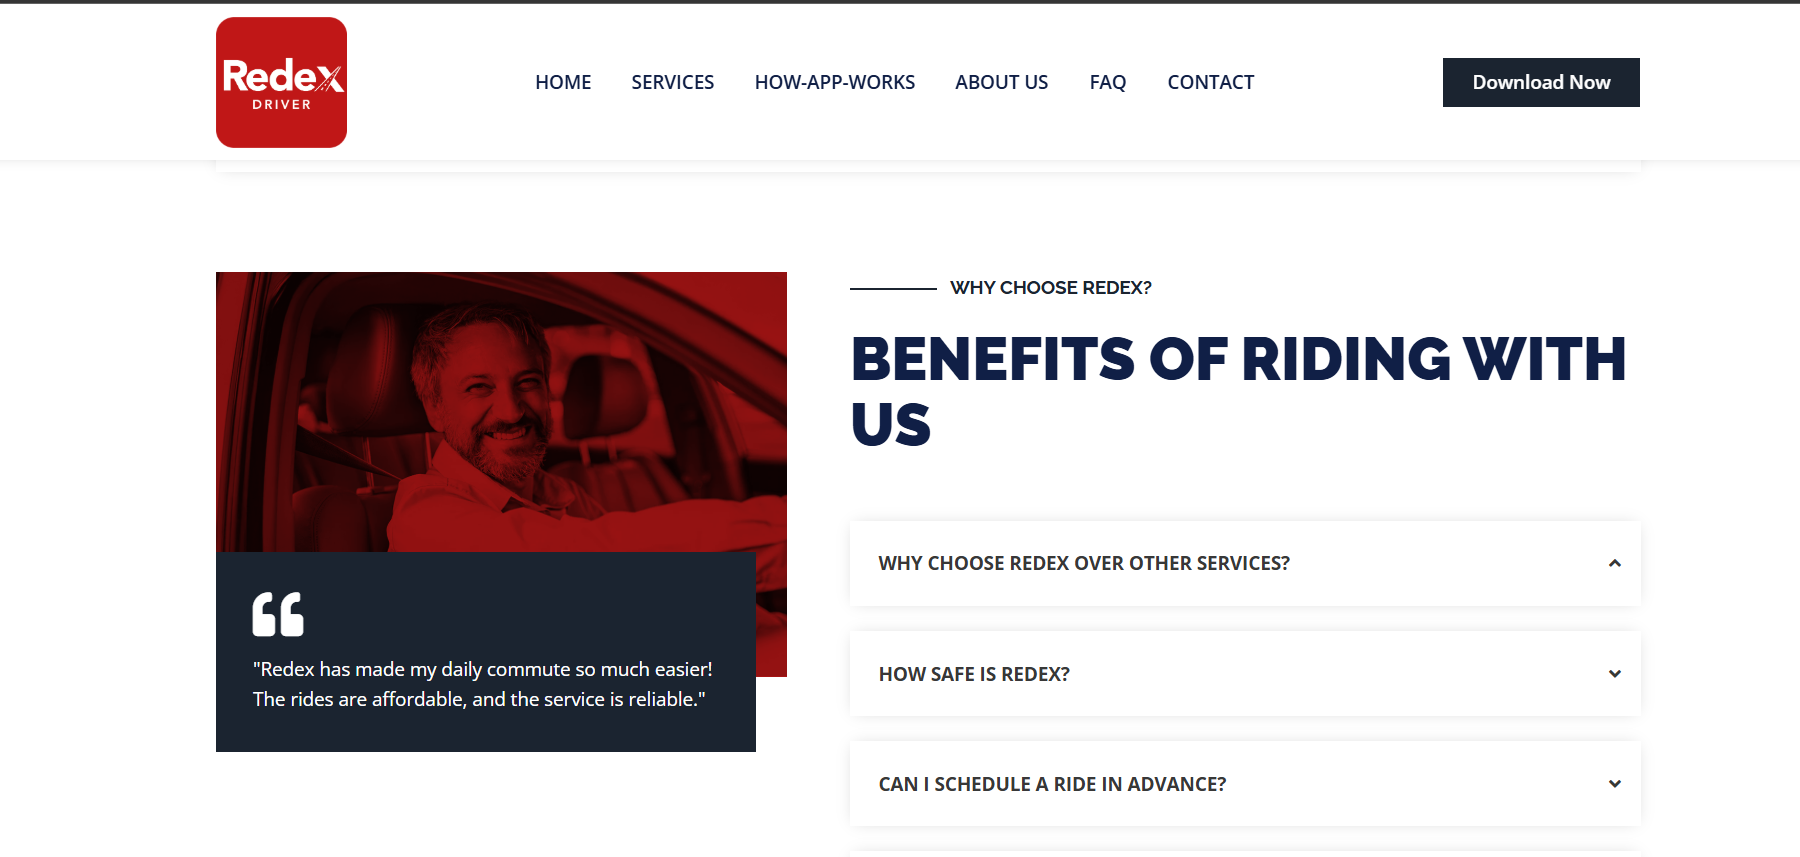 Redex
DRIVER
HOME
SERVICES
HOW-APP-WORKS
ABOUT US
FAQ
CONTACT
Download Now
"Redex has made my daily commute so much easier!
The rides are affordable, and the service is reliable."
WHY CHOOSE REDEX?
BENEFITS OF RIDING WITH
US
WHY CHOOSE REDEX OVER OTHER SERVICES?
HOW SAFE IS REDEX?
CAN I SCHEDULE A RIDE IN ADVANCE?